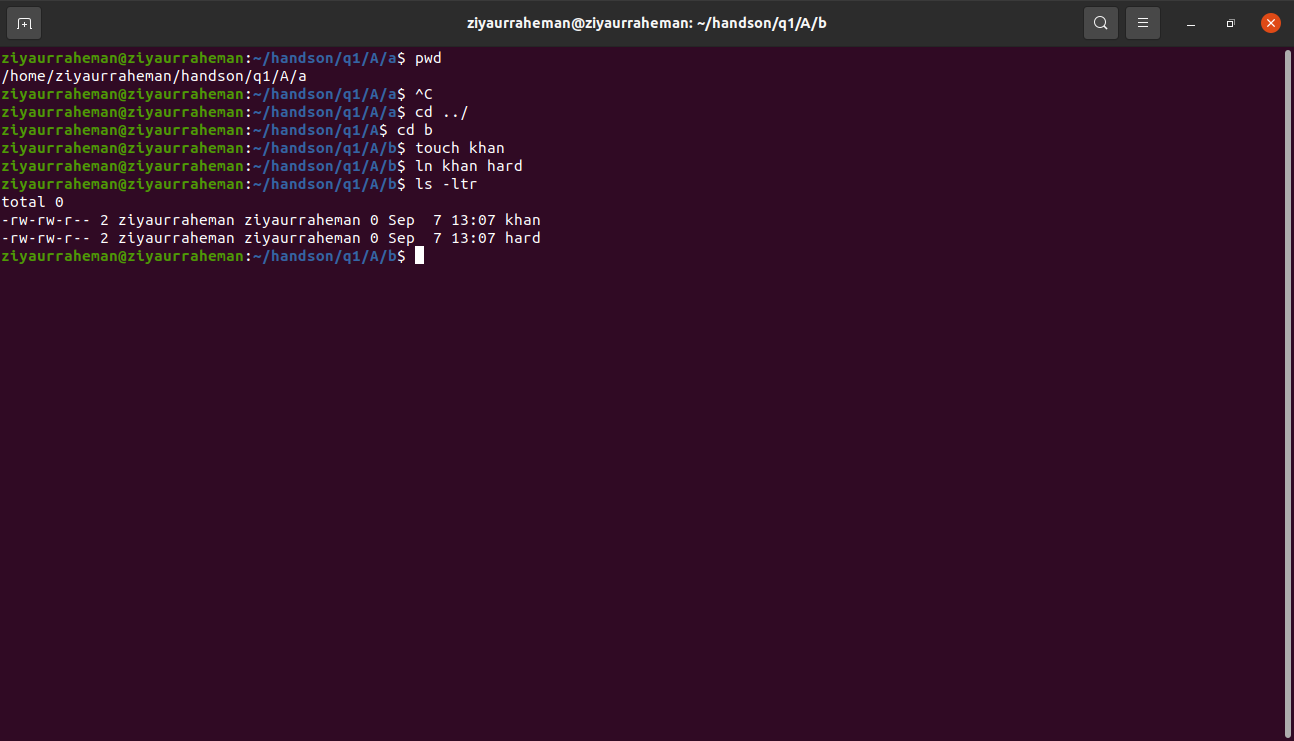 ziyaurraheman@ziyaurraheman: ~/handson/q1/A/b
ziyaurraheman@ziyaurraheman:~/handson/q1/A/a$ pwd
/home/ziyaurraheman/handson/q1/A/a
ziyaurraheman@ziyaurraheman:~/handson/q1/A/a$ ^C
ziyaurraheman@ziyaurraheman:~/handson/q1/A/a$ cd ../
ziyaurraheman@ziyaurraheman:~/handson/q1/A$ cd b
ziyaurraheman@ziyaurraheman:~/handson/q1/A/b$ touch khan
ziyaurraheman@ziyaurraheman:~/handson/q1/A/b$ ln khan hard
ziyaurraheman@ziyaurraheman:~/handson/q1/A/b$ ls -ltr
total 0
-rw-rw-r-- 2 ziyaurraheman ziyaurraheman 0 Sep  7 13:07 khan
-rw-rw-r-- 2 ziyaurraheman ziyaurraheman 0 Sep  7 13:07 hard
ziyaurraheman@ziyaurraheman:~/handson/q1/A/b$